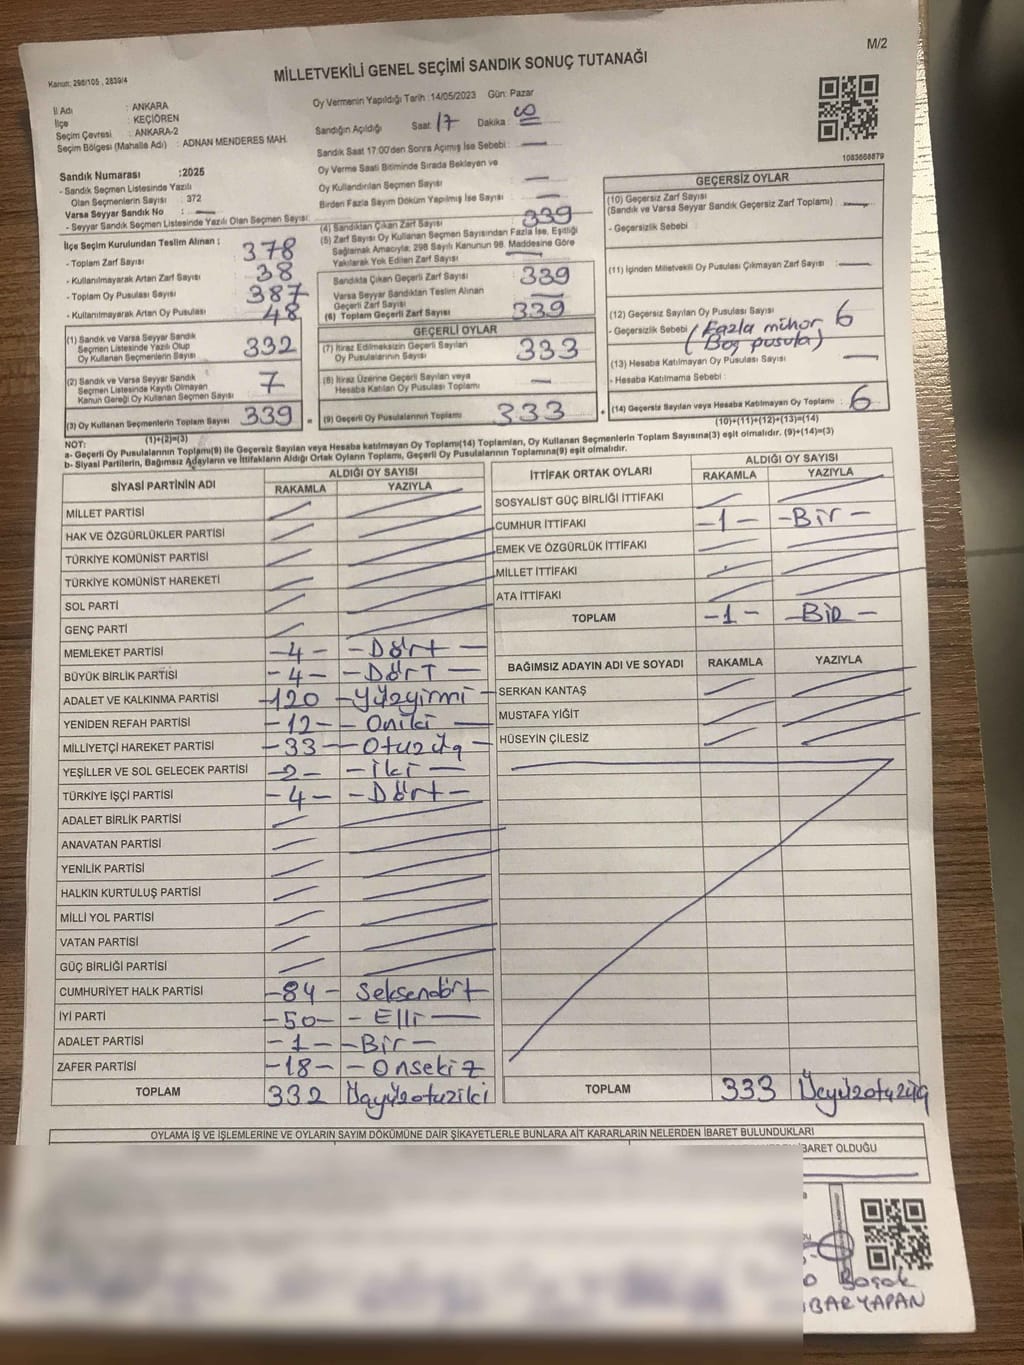 M/2
Kanun: 298/105 , 2839/4
MİLLETVEKİLİ GENEL SEÇİMİ SANDIK SONUÇ TUTANAĞI
İl Adı : ANKARA
İlçe : KEÇİÖREN
Seçim Çevresi : ANKARA-2
Seçim Bölgesi (Mahalle Adı) : ADNAN MENDERES MAH.
Sandık Numarası :2025
- Sandık Seçmen Listesinde Yazılı
Olan Seçmenlerin Sayısı : 372
Varsa Seyyar Sandık No : —
- Seyyar Sandık Seçmen Listesinde Yazılı Olan Seçmen Sayısı:
Oy Vermenin Yapıldığı Tarih :14/05/2023 Gün: Pazar
Sandığın Açıldığı Saat: 17 Dakika:
Sandık Saat 17:00'den Sonra Açımış İse Sebebi : —
Oy Verme Saati Bitiminde Sırada Bekleyen ve
Oy Kullandırılan Seçmen Sayısı —
Birden Fazla Sayım Döküm Yapılmış İse Sayısı : —
(4) Sandıktan Çıkan Zarf Sayısı 339
(5) Zarf Sayısı Oy Kullanan Seçmen Sayısından Fazla İse, Eşitliği
Sağlamak Amacıyla; 298 Sayılı Kanunun 98. Maddesine Göre
Yakılarak Yok Edilen Zarf Sayısı —
1083668879
İlçe Seçim Kurulundan Teslim Alınan :
- Toplam Zarf Sayısı : 378
- Kullanılmayarak Artan Zarf Sayısı : 38
- Toplam Oy Pusulası Sayısı : 387
- Kullanılmayarak Artan Oy Pusulası : 48
(1) Sandık ve Varsa Seyyar Sandık
Seçmen Listesinde Yazılı Olup
Oy Kullanan Seçmenlerin Sayısı 332
(2) Sandık ve Varsa Seyyar Sandık
Seçmen Listesinde Kayıtlı Olmayan
Kanun Gereği Oy Kullanan Seçmen Sayısı 7
(3) Oy Kullanan Seçmenlerin Toplam Sayısı 339
(1)+(2)=(3)
Sandıkta Çıkan Geçerli Zarf Sayısı 339
Varsa Seyyar Sandıktan Teslim Alınan
Geçerli Zarf Sayısı —
(6) Toplam Geçerli Zarf Sayısı 339
GEÇERLİ OYLAR
(7) İtiraz Edilmeksizin Geçerli Sayılan
Oy Pusulalarının Sayısı 333
(8) İtiraz Üzerine Geçerli Sayılan veya
Hesaba Katılan Oy Pusulası Toplamı —
= (9) Geçerli Oy Pusulalarının Toplamı 333 +
GEÇERSİZ OYLAR
(10) Geçersiz Zarf Sayısı
(Sandık ve Varsa Seyyar Sandık Geçersiz Zarf Toplamı) : —
- Geçersizlik Sebebi :
(11) İçinden Milletvekili Oy Pusulası Çıkmayan Zarf Sayısı : —
(12) Geçersiz Sayılan Oy Pusulası Sayısı : 6
- Geçersizlik Sebebi : (Fazla mühür,
Boş pusula)
(13) Hesaba Katılmayan Oy Pusulası Sayısı : —
- Hesaba Katılmama Sebebi :
(14) Geçersiz Sayılan veya Hesaba Katılmayan Oy Toplamı : 6
(10)+(11)+(12)+(13)=(14)
NOT:
a- Geçerli Oy Pusulalarının Toplamı(9) ile Geçersiz Sayılan veya Hesaba katılmayan Oy Toplamı(14) Toplamları, Oy Kullanan Seçmenlerin Toplam Sayısına(3) eşit olmalıdır. (9)+(14)=(3)
b- Siyasi Partilerin, Bağımsız Adayların ve İttifakların Aldığı Ortak Oyların Toplamı, Geçerli Oy Pusulalarının Toplamına(9) eşit olmalıdır.
SİYASİ PARTİNİN ADI ALDIĞI OY SAYISI
RAKAMLA YAZIYLA
MİLLET PARTİSİ
HAK VE ÖZGÜRLÜKLER PARTİSİ
TÜRKİYE KOMÜNİST PARTİSİ
TÜRKİYE KOMÜNİST HAREKETİ
SOL PARTİ
GENÇ PARTİ
MEMLEKET PARTİSİ -4- -Dört-
BÜYÜK BİRLİK PARTİSİ -4- -DÖRT-
ADALET VE KALKINMA PARTİSİ -120 -Yüzyirmi-
YENİDEN REFAH PARTİSİ -12- -Oniki-
MİLLİYETÇİ HAREKET PARTİSİ -33- -Otuzüç-
YEŞİLLER VE SOL GELECEK PARTİSİ -2- -İki-
TÜRKİYE İŞÇİ PARTİSİ -4- -Dört-
ADALET BİRLİK PARTİSİ
ANAVATAN PARTİSİ
YENİLİK PARTİSİ
HALKIN KURTULUŞ PARTİSİ
MİLLİ YOL PARTİSİ
VATAN PARTİSİ
GÜÇ BİRLİĞİ PARTİSİ
CUMHURİYET HALK PARTİSİ -84- Seksendört
İYİ PARTİ -50- -Elli-
ADALET PARTİSİ -1- -Bir-
ZAFER PARTİSİ -18- -Onsekiz
TOPLAM 332 Üçyüzotuziki
İTTİFAK ORTAK OYLARI ALDIĞI OY SAYISI
RAKAMLA YAZIYLA
SOSYALİST GÜÇ BİRLİĞİ İTTİFAKI
CUMHUR İTTİFAKI -1- -Bir-
EMEK VE ÖZGÜRLÜK İTTİFAKI
MİLLET İTTİFAKI
ATA İTTİFAKI
TOPLAM -1- -BİR-
BAĞIMSIZ ADAYIN ADI VE SOYADI RAKAMLA YAZIYLA
SERKAN KANTAŞ
MUSTAFA YİĞİT
HÜSEYİN ÇİLESİZ
TOPLAM 333 Üçyüzotuzüç
OYLAMA İŞ VE İŞLEMLERİNE VE OYLARIN SAYIM DÖKÜMÜNE DAİR ŞİKAYETLERLE BUNLARA AİT KARARLARIN NELERDEN İBARET BULUNDUKLARI
İBARET OLDUĞU
Başak
BARYAPAN